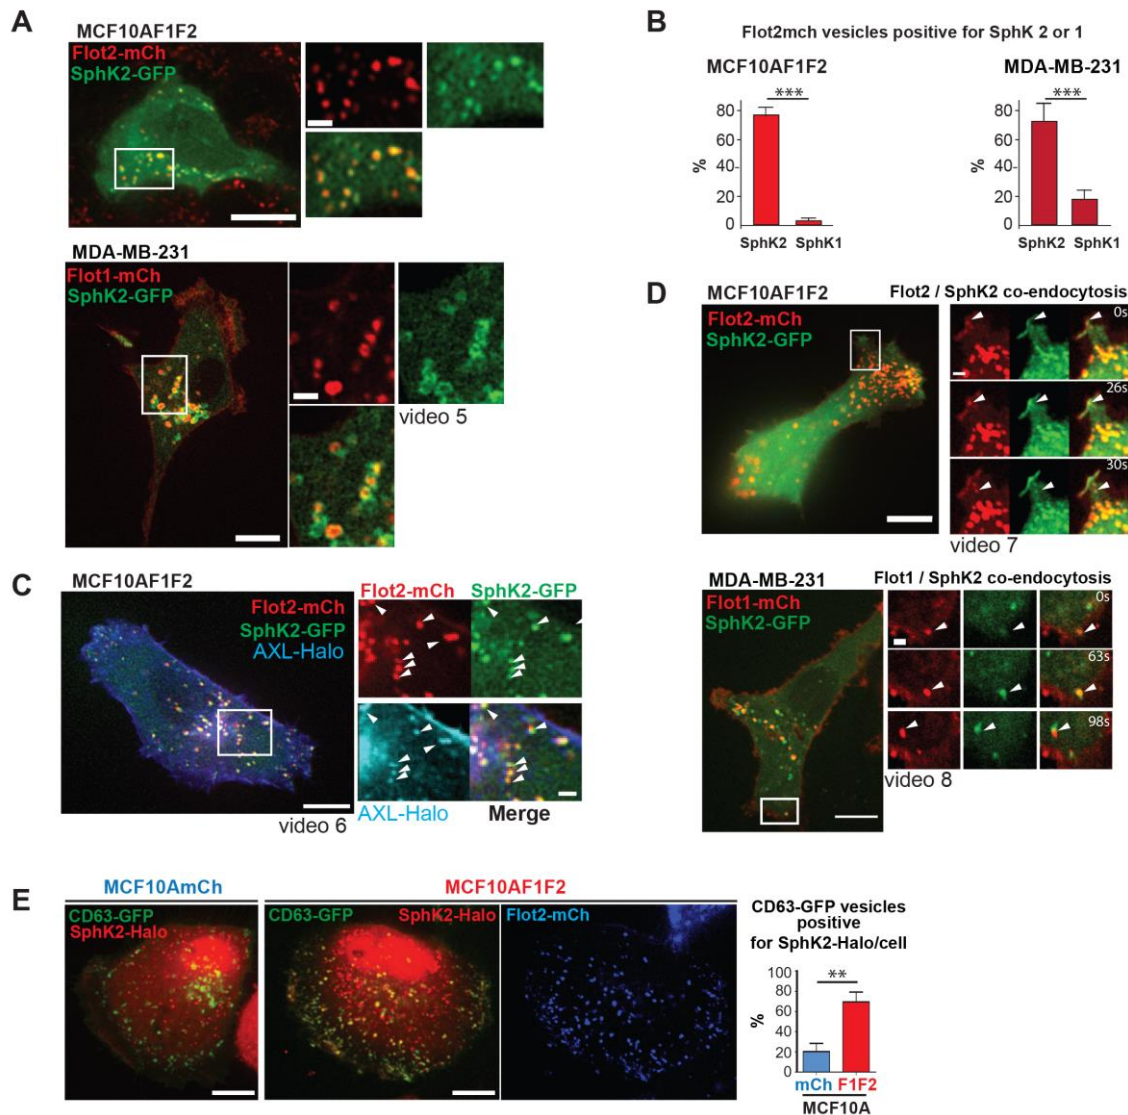 A
MCF10AF1F2
Flot2-mCh
SphK2-GFP
MDA-MB-231
Flot1-mCh
SphK2-GFP
video 5
B
Flot2mch vesicles positive for SphK 2 or 1
MCF10AF1F2
***
80
60
40
20
0
%
SphK2 SphK1
MDA-MB-231
***
80
60
40
20
0
%
SphK2 SphK1
C
MCF10AF1F2
Flot2-mCh
SphK2-GFP
AXL-Halo
video 6
Flot2-mCh SphK2-GFP
AXL-Halo Merge
D
MCF10AF1F2
Flot2-mCh
SphK2-GFP
Flot2 / SphK2 co-endocytosis
0s
26s
30s
video 7
MDA-MB-231
Flot1-mCh
SphK2-GFP
Flot1 / SphK2 co-endocytosis
0s
63s
98s
video 8
E
MCF10AmCh
CD63-GFP
SphK2-Halo
MCF10AF1F2
CD63-GFP SphK2-Halo Flot2-mCh
CD63-GFP vesicles
positive
for SphK2-Halo/cell
**
100
80
60
40
20
%
mCh F1F2
MCF10A